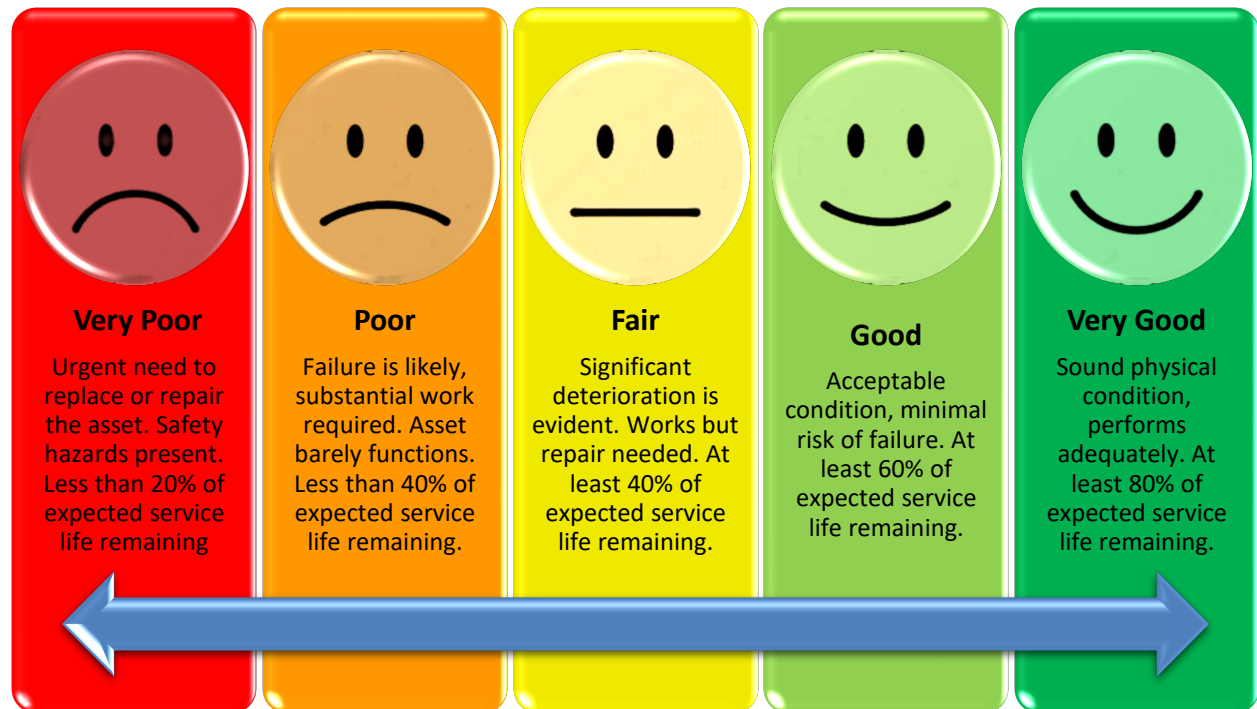 Very Poor
Urgent need to
replace or repair
the asset. Safety
hazards present.
Less than 20% of
expected service
life remaining
Poor
Failure is likely,
substantial work
required. Asset
barely functions.
Less than 40% of
expected service
life remaining.
Fair
Significant
deterioration is
evident. Works but
repair needed. At
least 40% of
expected service
life remaining.
Good
Acceptable
condition, minimal
risk of failure. At
least 60% of
expected service
life remaining.
Very Good
Sound physical
condition,
performs
adequately. At
least 80% of
expected service
life remaining.